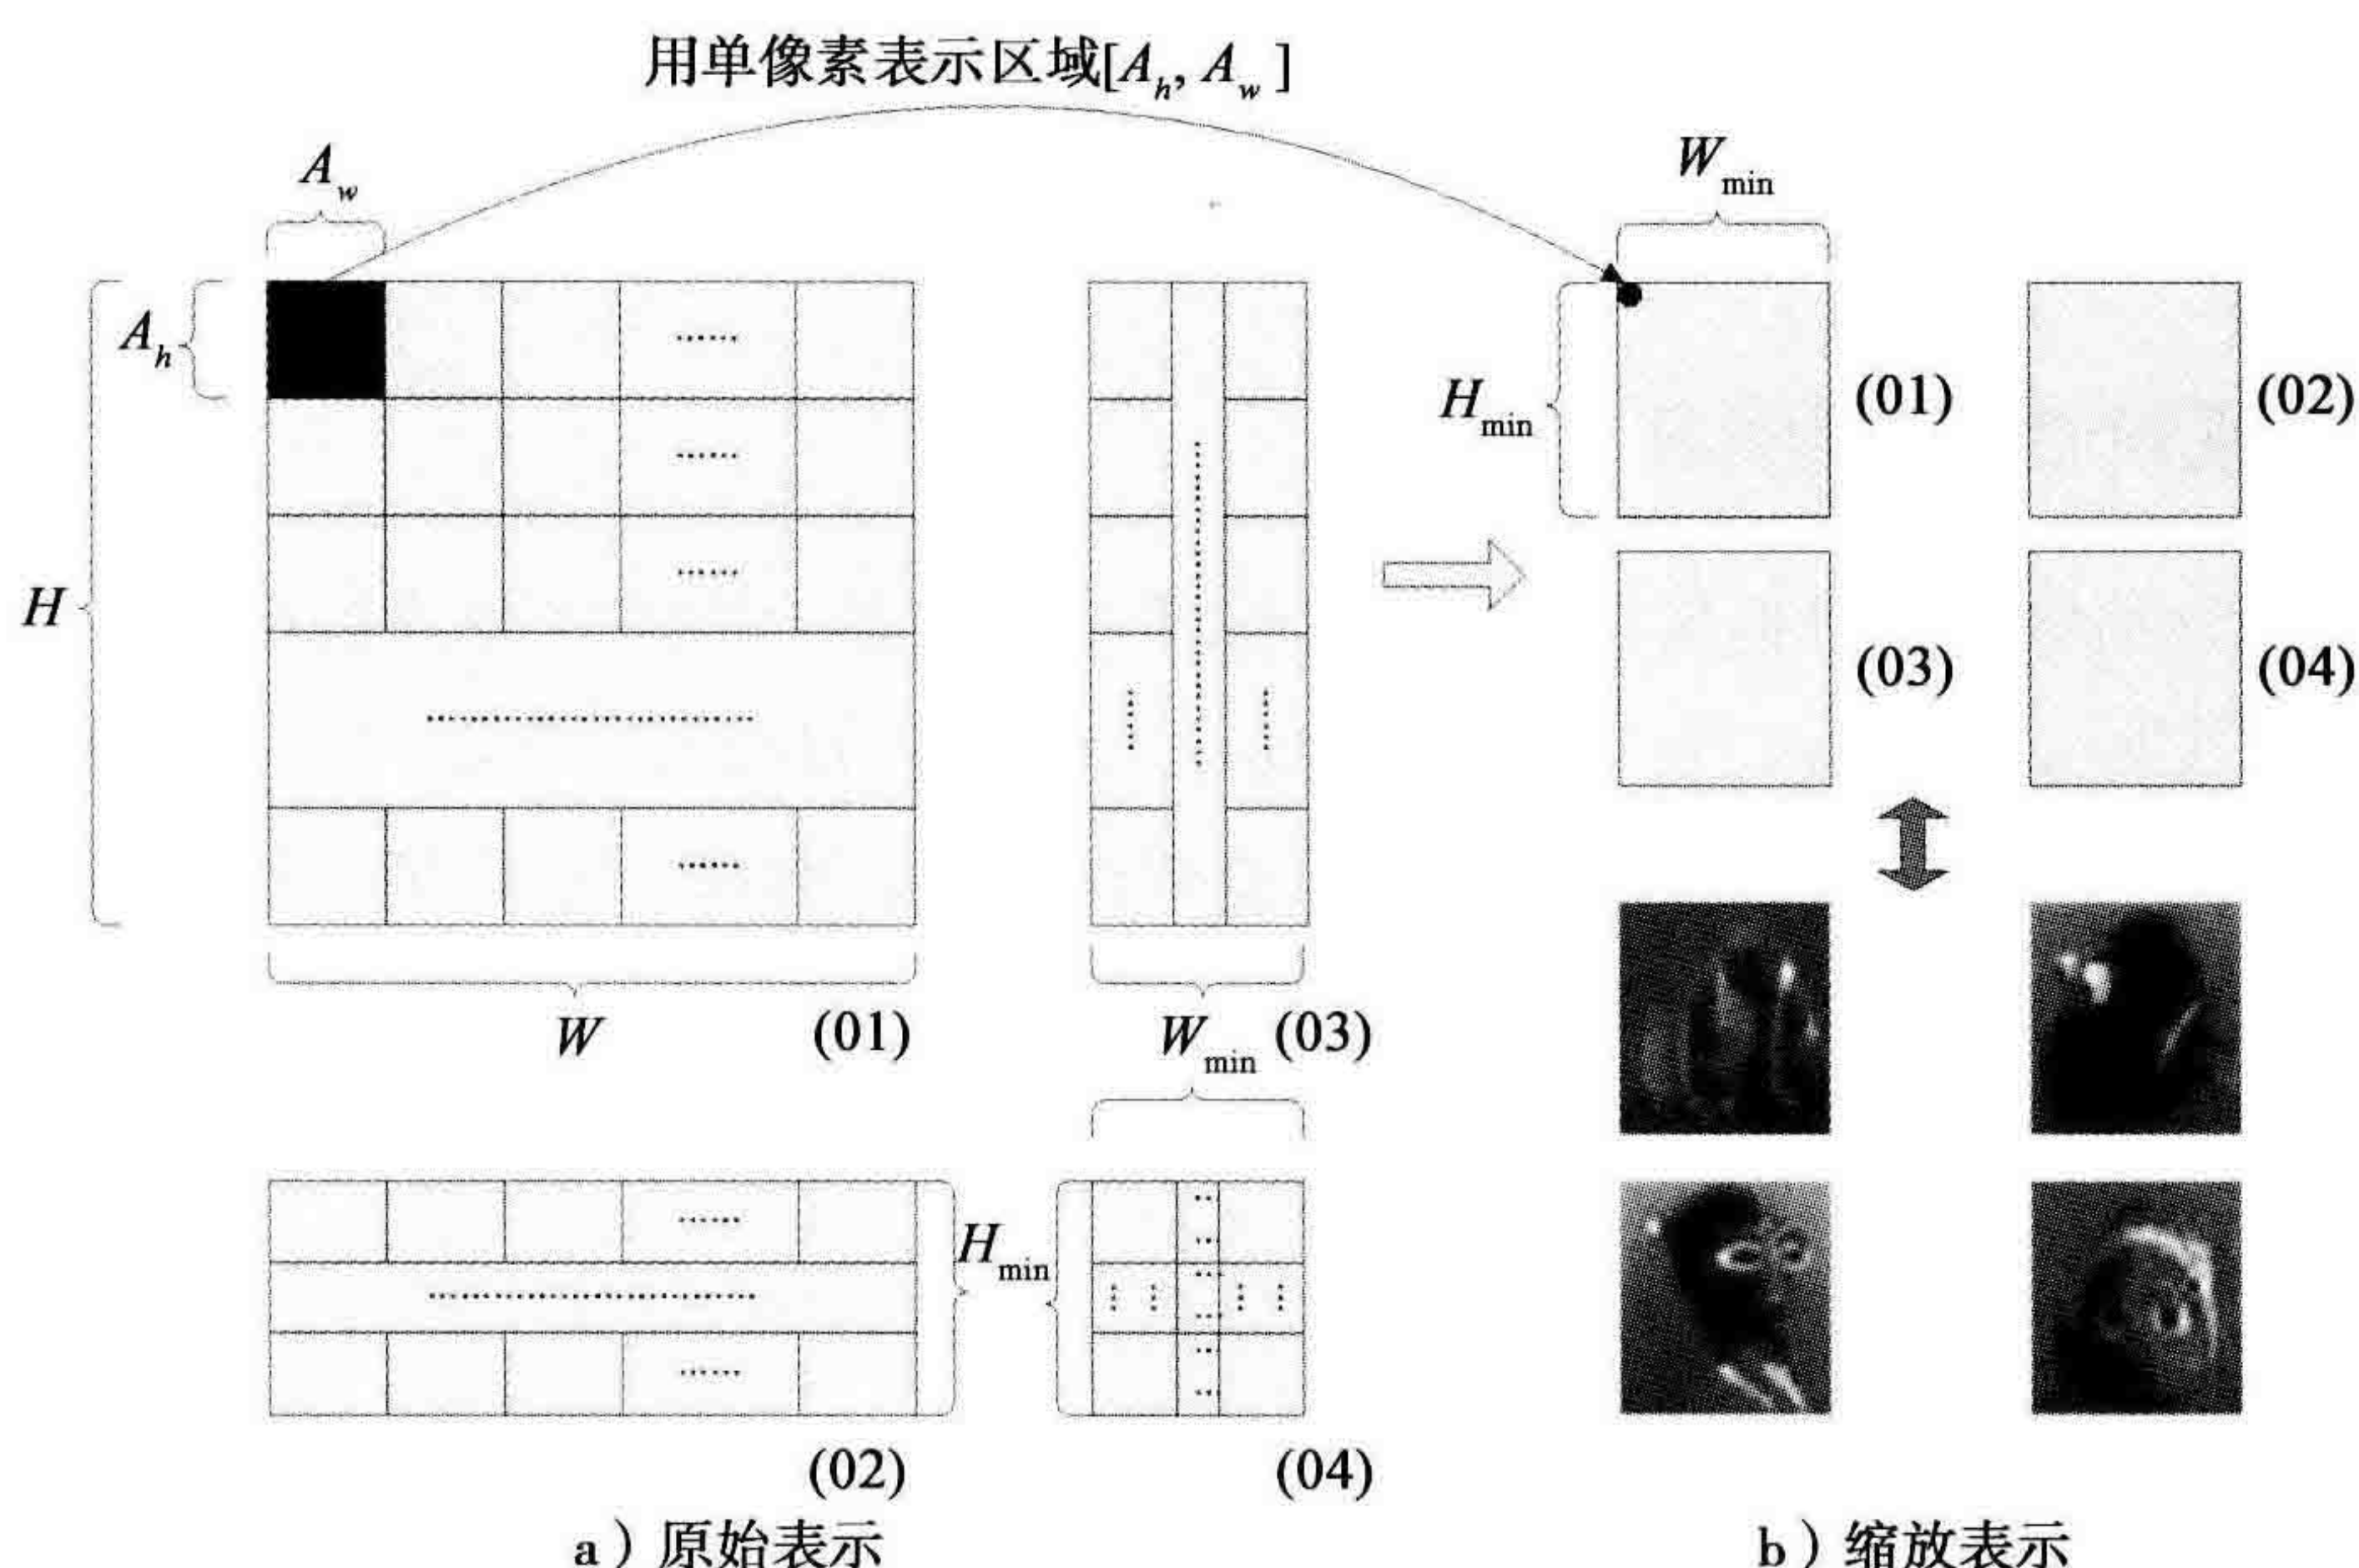 用单像素表示区域[A_h, A_w]
A_w
W_min
A_h
H_min
(01)
(02)
H
(03)
(04)
W
(01)
W_min
(03)
H_min
(02)
(04)
a）原始表示
b）缩放表示